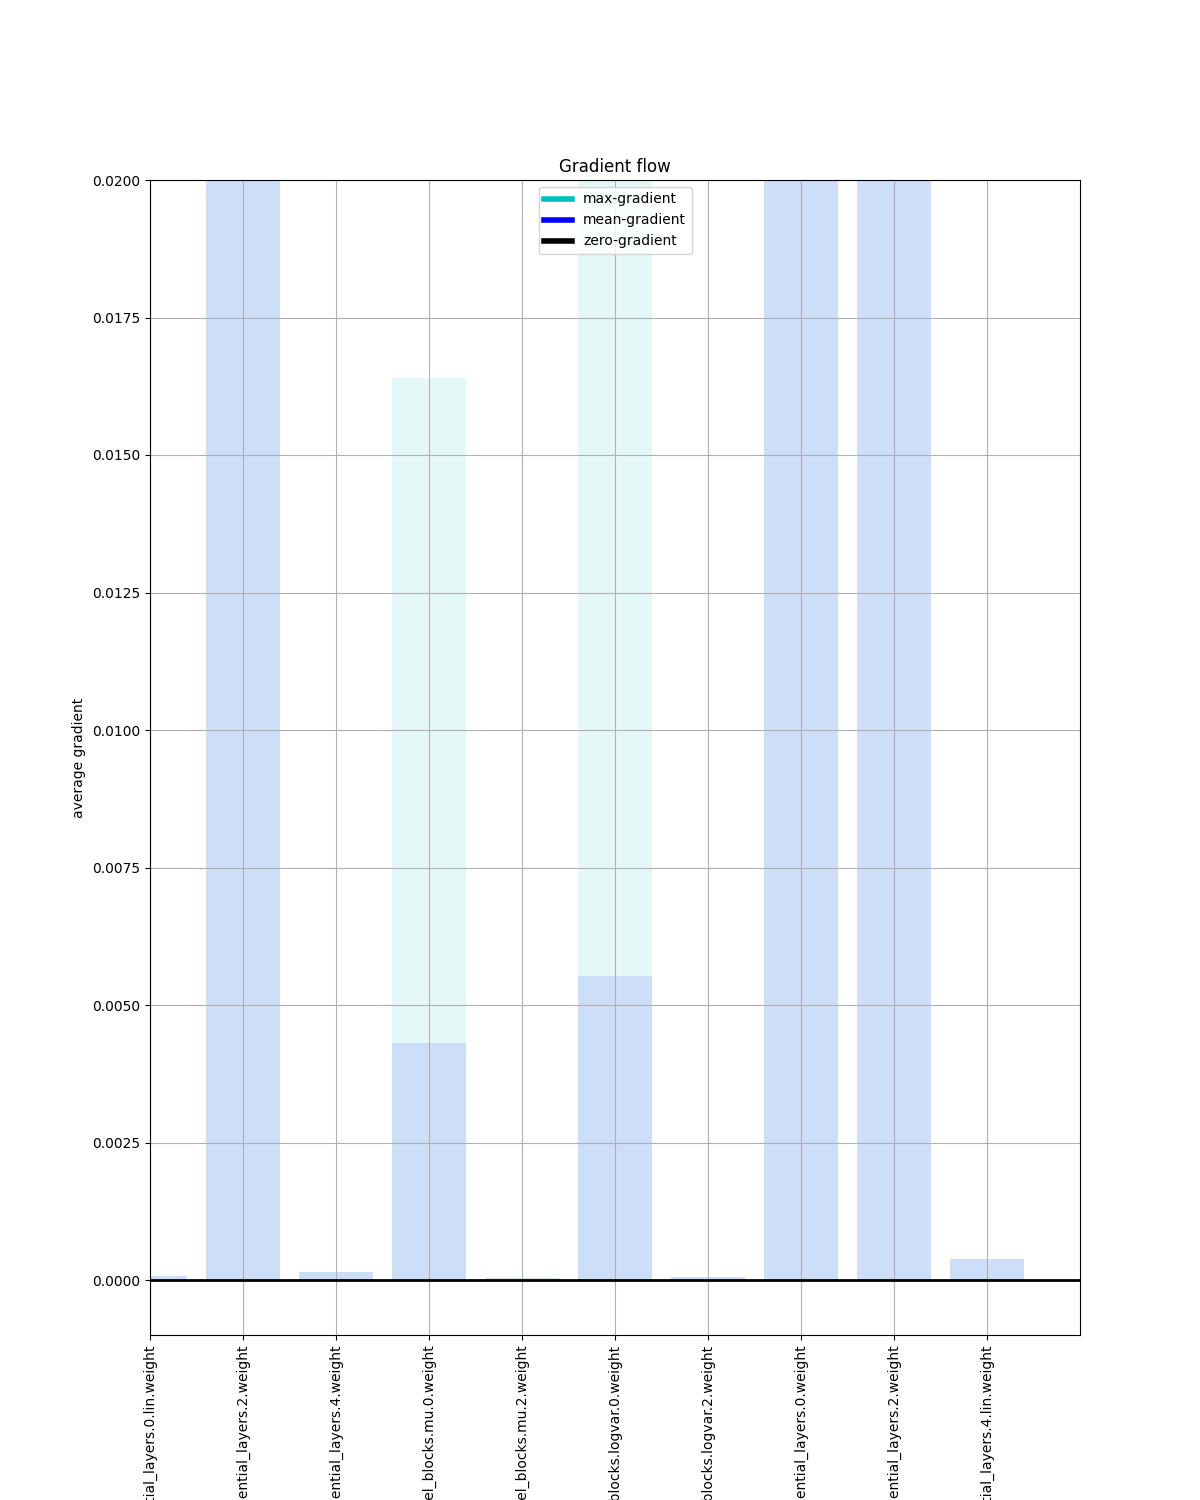 Gradient flow
max-gradient
mean-gradient
zero-gradient
0.0200
0.0175
0.0150
0.0125
0.0100
0.0075
0.0050
0.0025
0.0000
average gradient
tial_layers.0.lin.weight
ential_layers.2.weight
ential_layers.4.weight
el_blocks.mu.0.weight
el_blocks.mu.2.weight
blocks.logvar.0.weight
blocks.logvar.2.weight
ential_layers.0.weight
ential_layers.2.weight
tial_layers.4.lin.weight